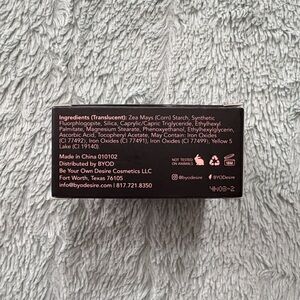 Ingredients (Translucent): Zea Mays (Corn) Starch, Synthetic
Fluorphlogopite, Silica, Caprylic/Capric Triglyceride, Ethylhexyl
Palmitate, Magnesium Stearate, Phenoxyethanol, Ethylhexylglycerin,
Ascorbic Acid, Tocopheryl Acetate, May Contain: Iron Oxides
(CI 77492), Iron Oxides (CI 77491), Iron Oxides (CI 77499), Yellow 5
Lake (CI 19140).
Made in China 010102
Distributed by BYOD
Be Your Own Desire Cosmetics LLC
Fort Worth, Texas 76105
info@byodesire.com | 817.721.8350
NOT TESTED
ON ANIMALS
@byodesire
BYODesire
4K08-2